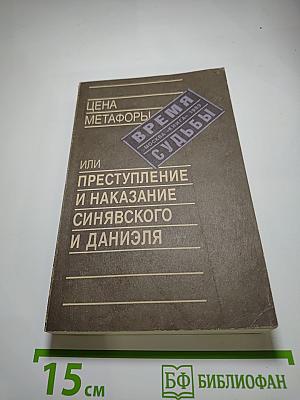 ЦЕНА
МЕТАФОРЫ
ВРЕМЯ
СУДЬБЫ
ИЛИ
ПРЕСТУПЛЕНИЕ
И НАКАЗАНИЕ
СИНЯВСКОГО
И ДАНИЭЛЯ
15 см
БФ БИБЛИОФАН